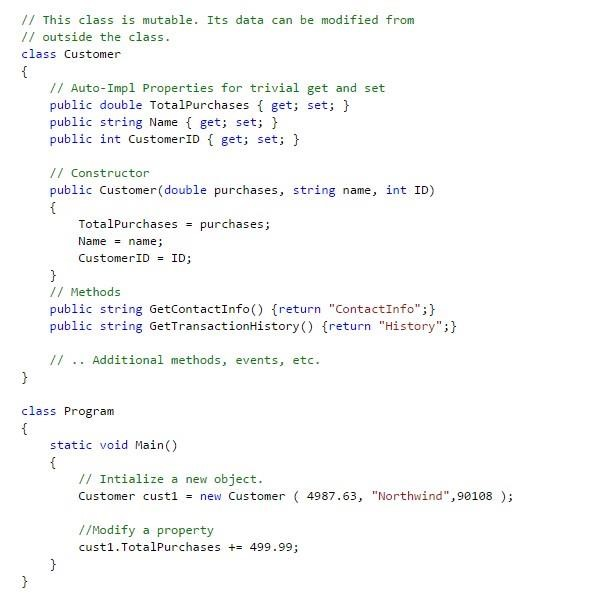 // This class is mutable. Its data can be modified from
// outside the class.
class Customer
{
    // Auto-Impl Properties for trivial get and set
    public double TotalPurchases { get; set; }
    public string Name { get; set; }
    public int CustomerID { get; set; }

    // Constructor
    public Customer(double purchases, string name, int ID)
    {
        TotalPurchases = purchases;
        Name = name;
        CustomerID = ID;
    }
    // Methods
    public string GetContactInfo() {return "ContactInfo";}
    public string GetTransactionHistory() {return "History";}

    // .. Additional methods, events, etc.
}

class Program
{
    static void Main()
    {
        // Intialize a new object.
        Customer cust1 = new Customer ( 4987.63, "Northwind",90108 );

        //Modify a property
        cust1.TotalPurchases += 499.99;
    }
}